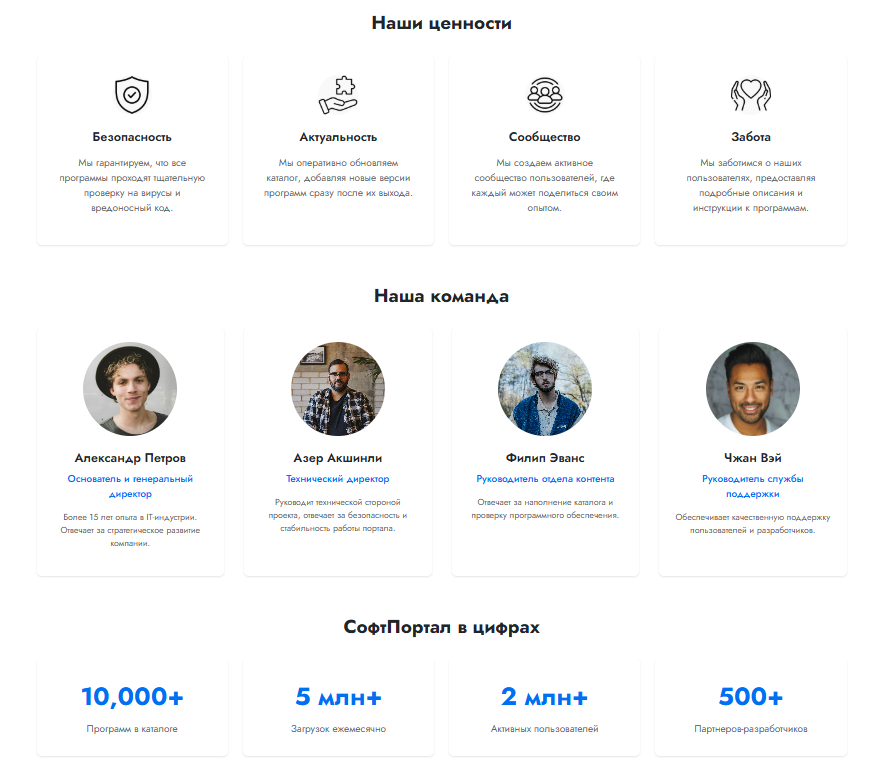 Наши ценности
Безопасность
Мы гарантируем, что все
программы проходят тщательную
проверку на вирусы и
вредоносный код.
Актуальность
Мы оперативно обновляем
каталог, добавляя новые версии
программ сразу после их выхода.
Сообщество
Мы создаем активное
сообщество пользователей, где
каждый может поделиться своим
опытом.
Забота
Мы заботимся о наших
пользователях, предоставляя
подробные описания и
инструкции к программам.
Наша команда
Александр Петров
Основатель и генеральный
директор
Более 15 лет опыта в IT-индустрии.
Отвечает за стратегическое развитие
компании.
Азер Акшинли
Технический директор
Руководит технической стороной
проекта, отвечает за безопасность и
стабильность работы портала.
Филип Эванс
Руководитель отдела контента
Отвечает за наполнение каталога и
проверку программного обеспечения.
Чжан Вэй
Руководитель службы
поддержки
Обеспечивает качественную поддержку
пользователей и разработчиков.
СофтПортал в цифрах
10,000+
Программ в каталоге
5 млн+
Загрузок ежемесячно
2 млн+
Активных пользователей
500+
Партнеров-разработчиков